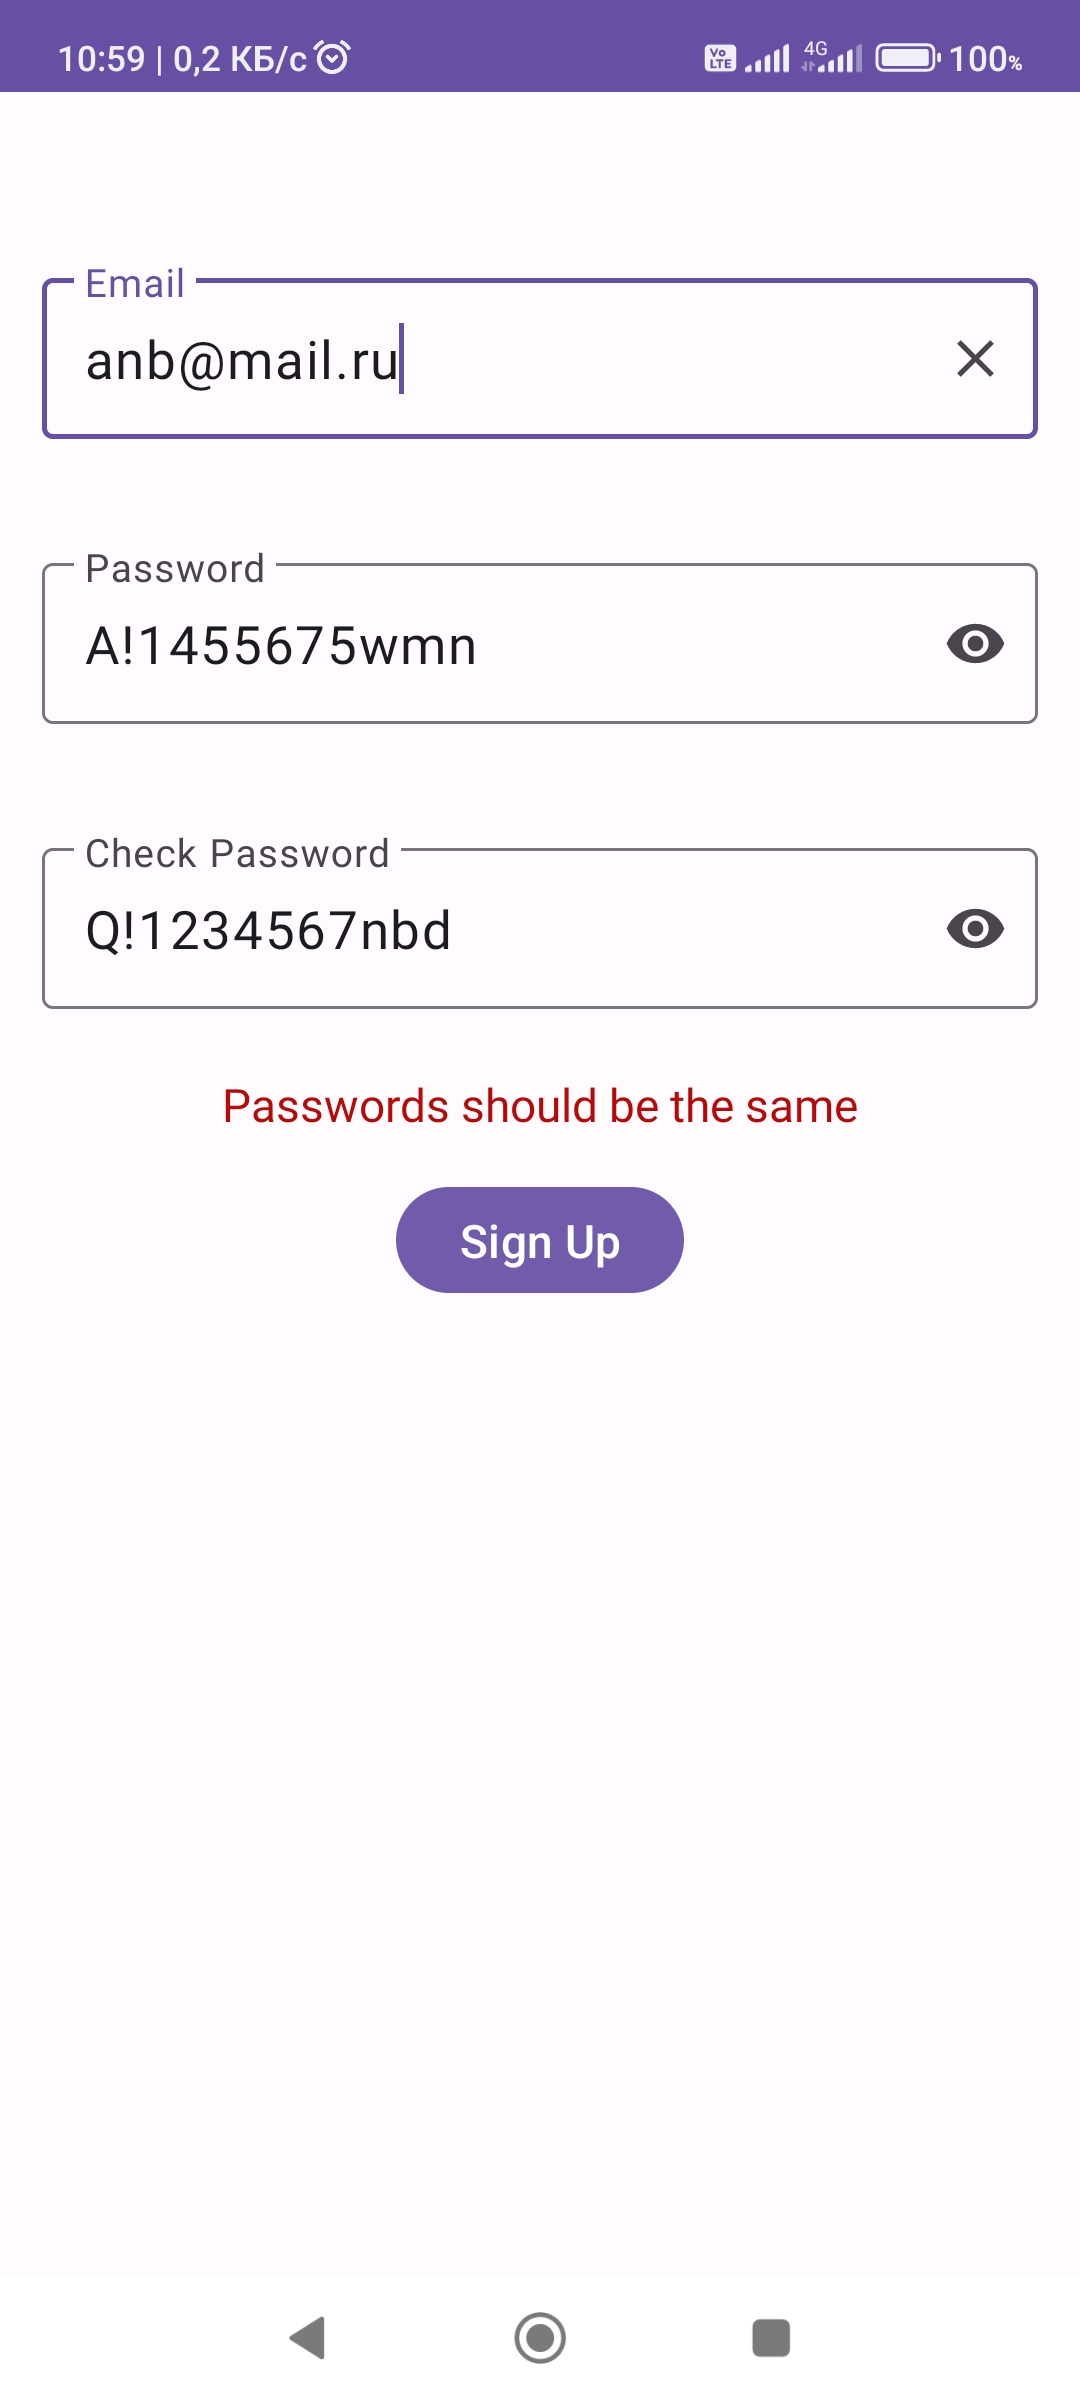 10:59 | 0,2 КБ/с Vo LTE 4G 100%
Email
anb@mail.ru
Password
A!1455675wmn
Check Password
Q!1234567nbd
Passwords should be the same
Sign Up